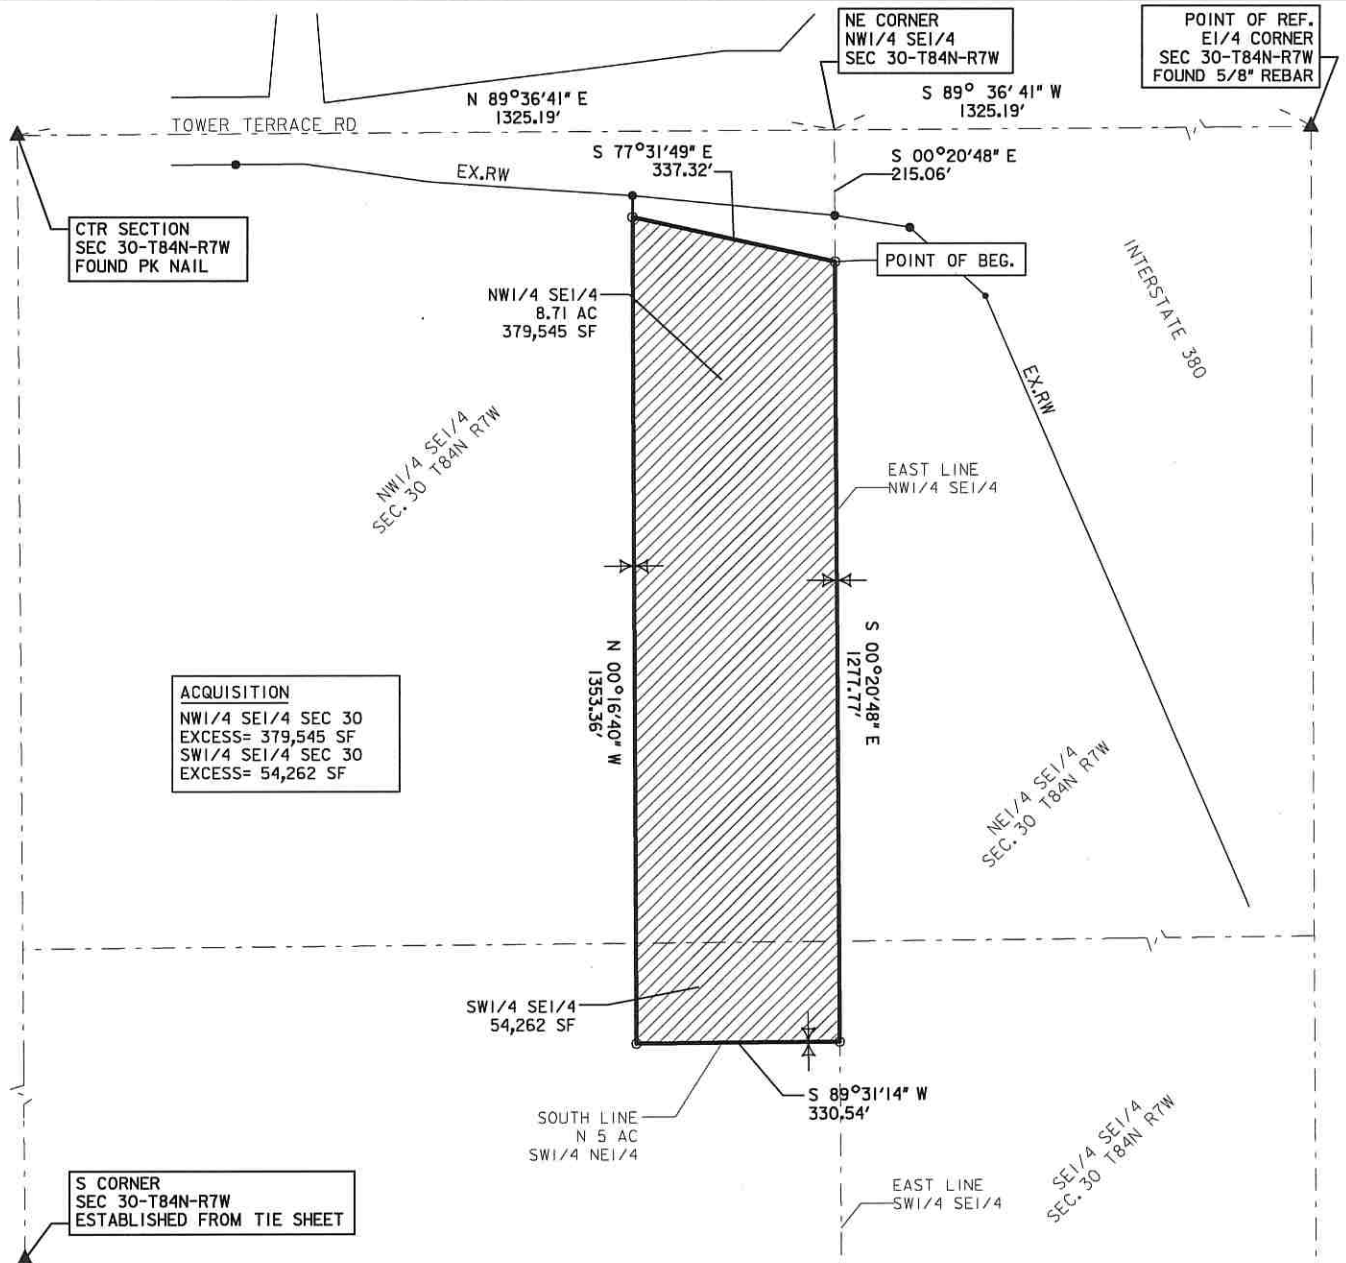 NE CORNER
NW1/4 SE1/4
SEC 30-T84N-R7W
POINT OF REF.
E1/4 CORNER
SEC 30-T84N-R7W
FOUND 5/8" REBAR
N 89°36'41" E
1325.19'
S 89° 36' 41" W
1325.19'
TOWER TERRACE RD
S 77°31'49" E
337.32'
S 00°20'48" E
215.06'
EX.RW
CTR SECTION
SEC 30-T84N-R7W
FOUND PK NAIL
POINT OF BEG.
INTERSTATE 380
NW1/4 SE1/4
8.71 AC
379,545 SF
EX.RW
NW1/4 SE1/4
SEC. 30 T84N R7W
EAST LINE
NW1/4 SE1/4
N 00°16'40" W
1353.36'
S 00°20'48" E
1277.77'
ACQUISITION
NW1/4 SE1/4 SEC 30
EXCESS= 379,545 SF
SW1/4 SE1/4 SEC 30
EXCESS= 54,262 SF
NE1/4 SE1/4
SEC. 30 T84N R7W
SW1/4 SE1/4
54,262 SF
S 89°31'14" W
330.54'
SOUTH LINE
N 5 AC
SW1/4 NE1/4
SE1/4 SE1/4
SEC. 30 T84N R7W
S CORNER
SEC 30-T84N-R7W
ESTABLISHED FROM TIE SHEET
EAST LINE
SW1/4 SE1/4